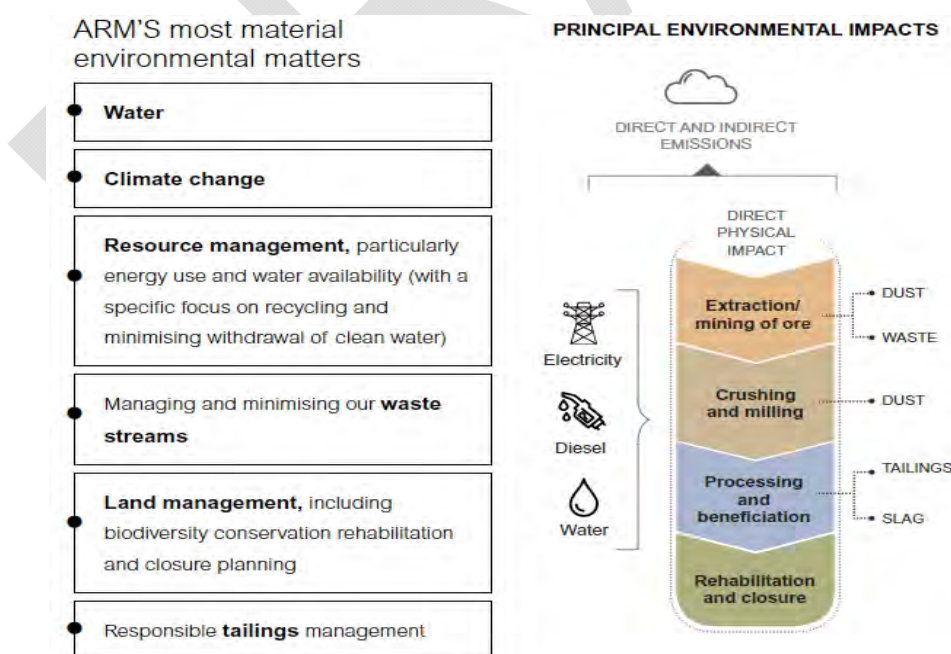 ARM'S most material
environmental matters
Water
Climate change
Resource management, particularly
energy use and water availability (with a
specific focus on recycling and
minimising withdrawal of clean water)
Managing and minimising our waste
streams
Land management, including
biodiversity conservation rehabilitation
and closure planning
Responsible tailings management
PRINCIPAL ENVIRONMENTAL IMPACTS
DIRECT AND INDIRECT
EMISSIONS
DIRECT
PHYSICAL
IMPACT
Electricity
Diesel
Water
Extraction/
mining of ore
DUST
WASTE
Crushing
and milling
DUST
Processing
and
beneficiation
TAILINGS
SLAG
Rehabilitation
and closure